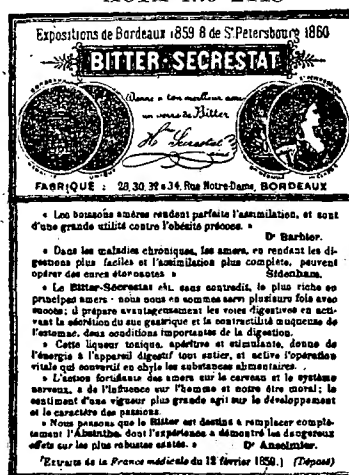 Expositions de Bordeaux 1859 & de St Petersbourg 1860
BITTER-SECRESTAT
Donne à ton meilleur ami
un verre de Bitter
Hte Secrestat
FABRIQUE : 28, 30, 32 & 34, Rue Notre-Dame, BORDEAUX
« Les boissons amères rendent parfaite l'assimilation, et sont
d'une grande utilité contre l'obésité précoce. »
Dr Barbier.
« Dans les maladies chroniques, les amers, en rendant les di-
gestions plus faciles et l'assimilation plus complète, peuvent
opérer des cures étonnantes »
Sidenham.
« Le Bitter-Secrestat est, sans contredit, le plus riche en
principes amers · nous nous en sommes servi plusieurs fois avec
succès; il prépare avantageusement les voies digestives en acti-
vant la sécrétion du suc gastrique et la contractilité muqueuse de
l'estomac, deux conditions importantes de la digestion.
« Cette liqueur tonique, apéritive et stimulante, donne de
l'énergie à l'appareil digestif tout entier, et active l'opération
vitale qui convertit en chyle les substances alimentaires.
« L'action fortifiante des amers sur le cerveau et le système
nerveux, a de l'influence sur l'homme et notre être moral; le
sentiment d'une vigueur plus grande agit sur le développement
et le caractère des passions.
« Nous pensons que le Bitter est destiné à remplacer complète-
tement l'Absinthe, dont l'expérience a démontré les dangereux
effets sur les plus robustes santés. » Dr Anselmier.
(Extraits de la France médicale du 12 février 1859.) (Déposé)